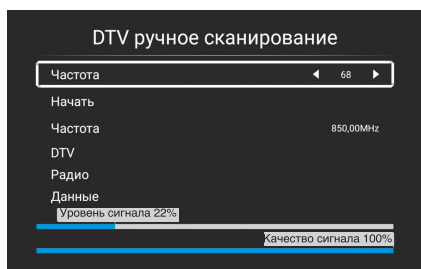 DTV ручное сканирование
Частота 68
Начать
Частота 850,00MHz
DTV
Радио
Данные
Уровень сигнала 22%
Качество сигнала 100%